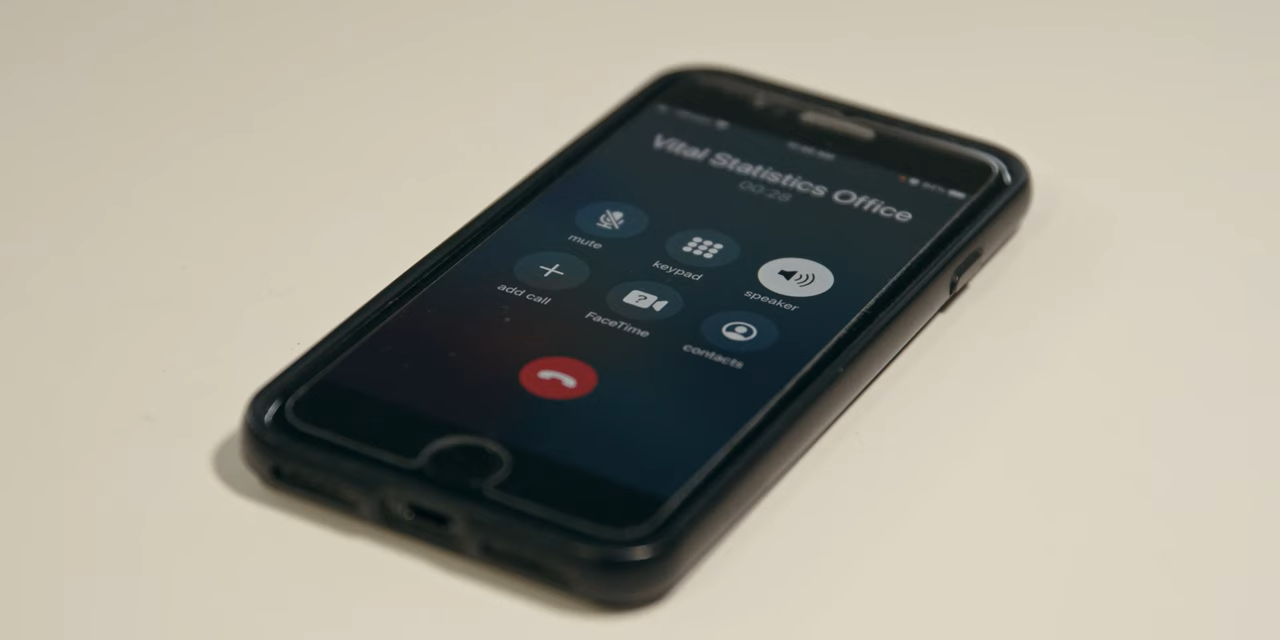 Vital Statistics Office
00:28
mute
keypad
speaker
add call
FaceTime
contacts